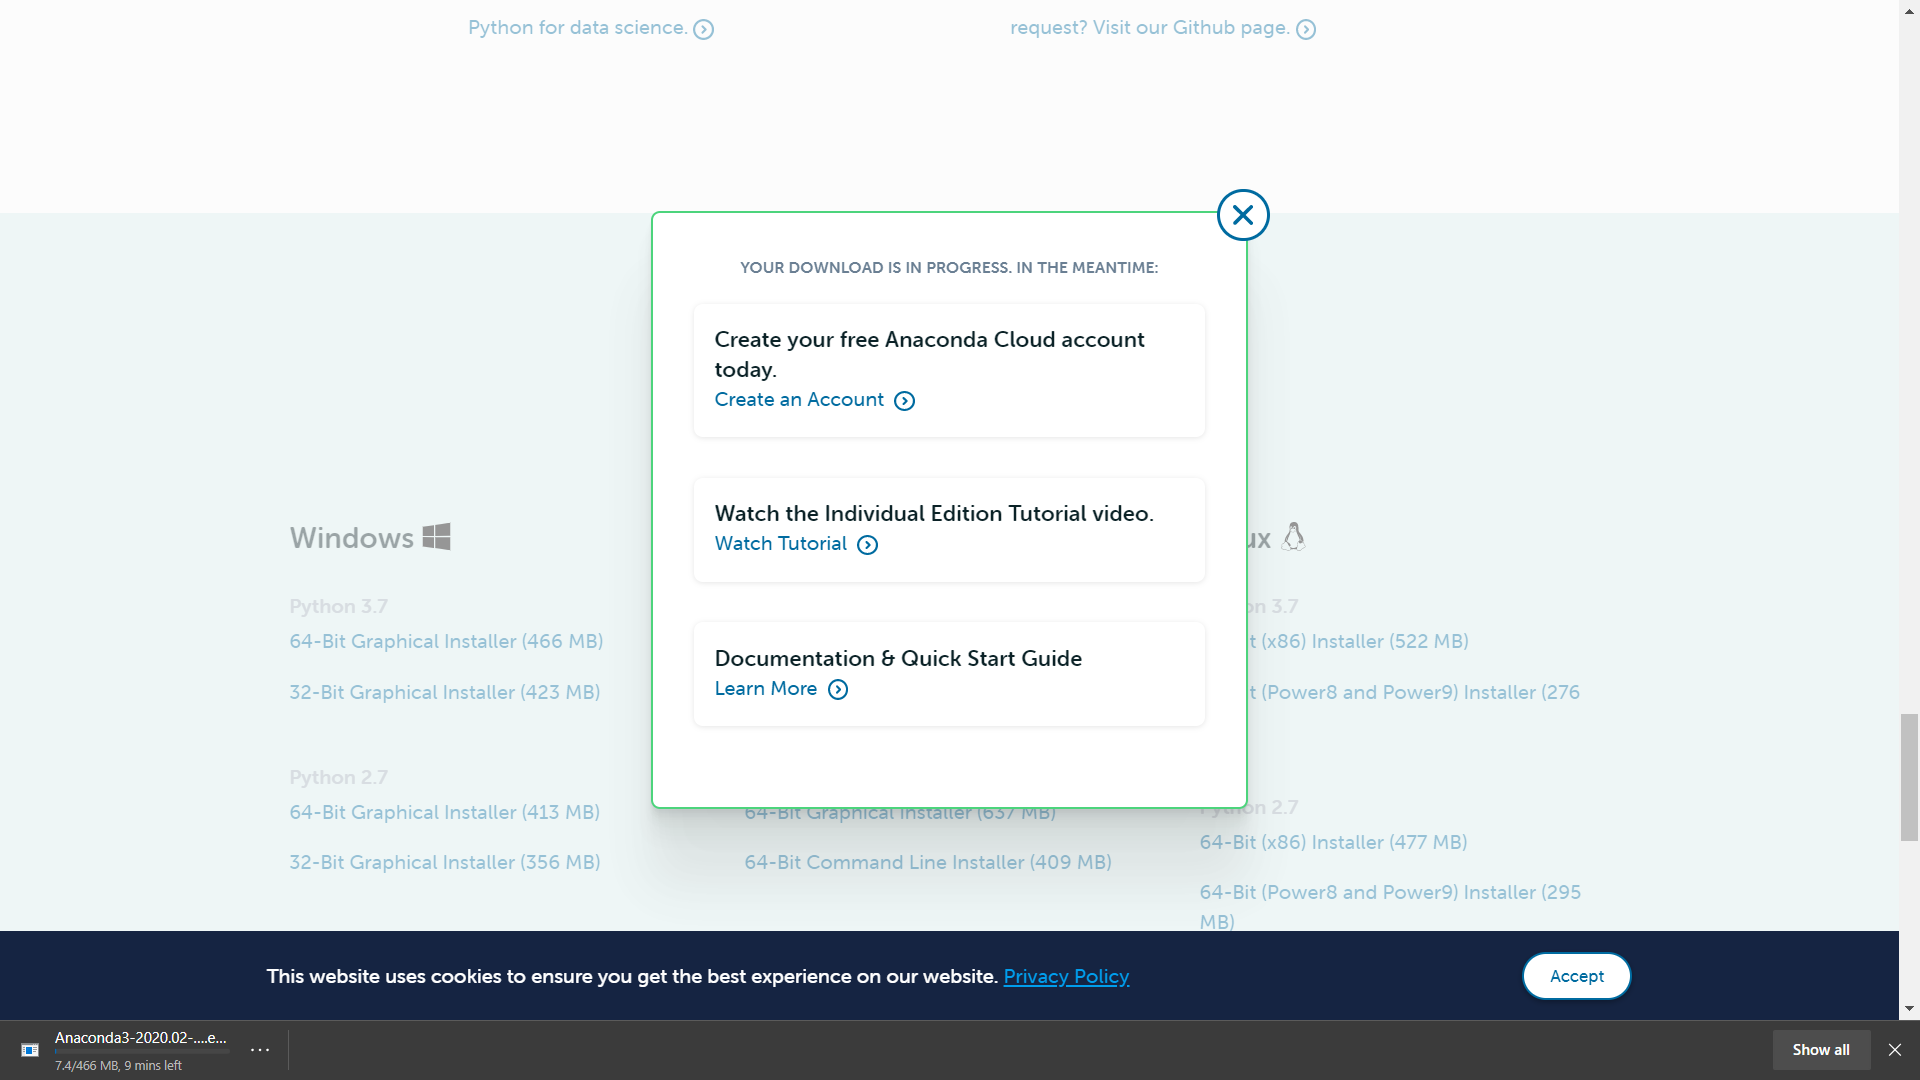 Python for data science.
request? Visit our Github page.
YOUR DOWNLOAD IS IN PROGRESS. IN THE MEANTIME:
Create your free Anaconda Cloud account
today.
Create an Account
Watch the Individual Edition Tutorial video.
Watch Tutorial
Documentation & Quick Start Guide
Learn More
Windows
Python 3.7
64-Bit Graphical Installer (466 MB)
32-Bit Graphical Installer (423 MB)
Python 2.7
64-Bit Graphical Installer (413 MB)
32-Bit Graphical Installer (356 MB)
64-Bit Graphical Installer (637 MB)
64-Bit Command Line Installer (409 MB)
ux
on 3.7
t (x86) Installer (522 MB)
t (Power8 and Power9) Installer (276
Python 2.7
64-Bit (x86) Installer (477 MB)
64-Bit (Power8 and Power9) Installer (295
MB)
This website uses cookies to ensure you get the best experience on our website. Privacy Policy
Accept
Anaconda3-2020.02-....e...
7.4/466 MB, 9 mins left
Show all